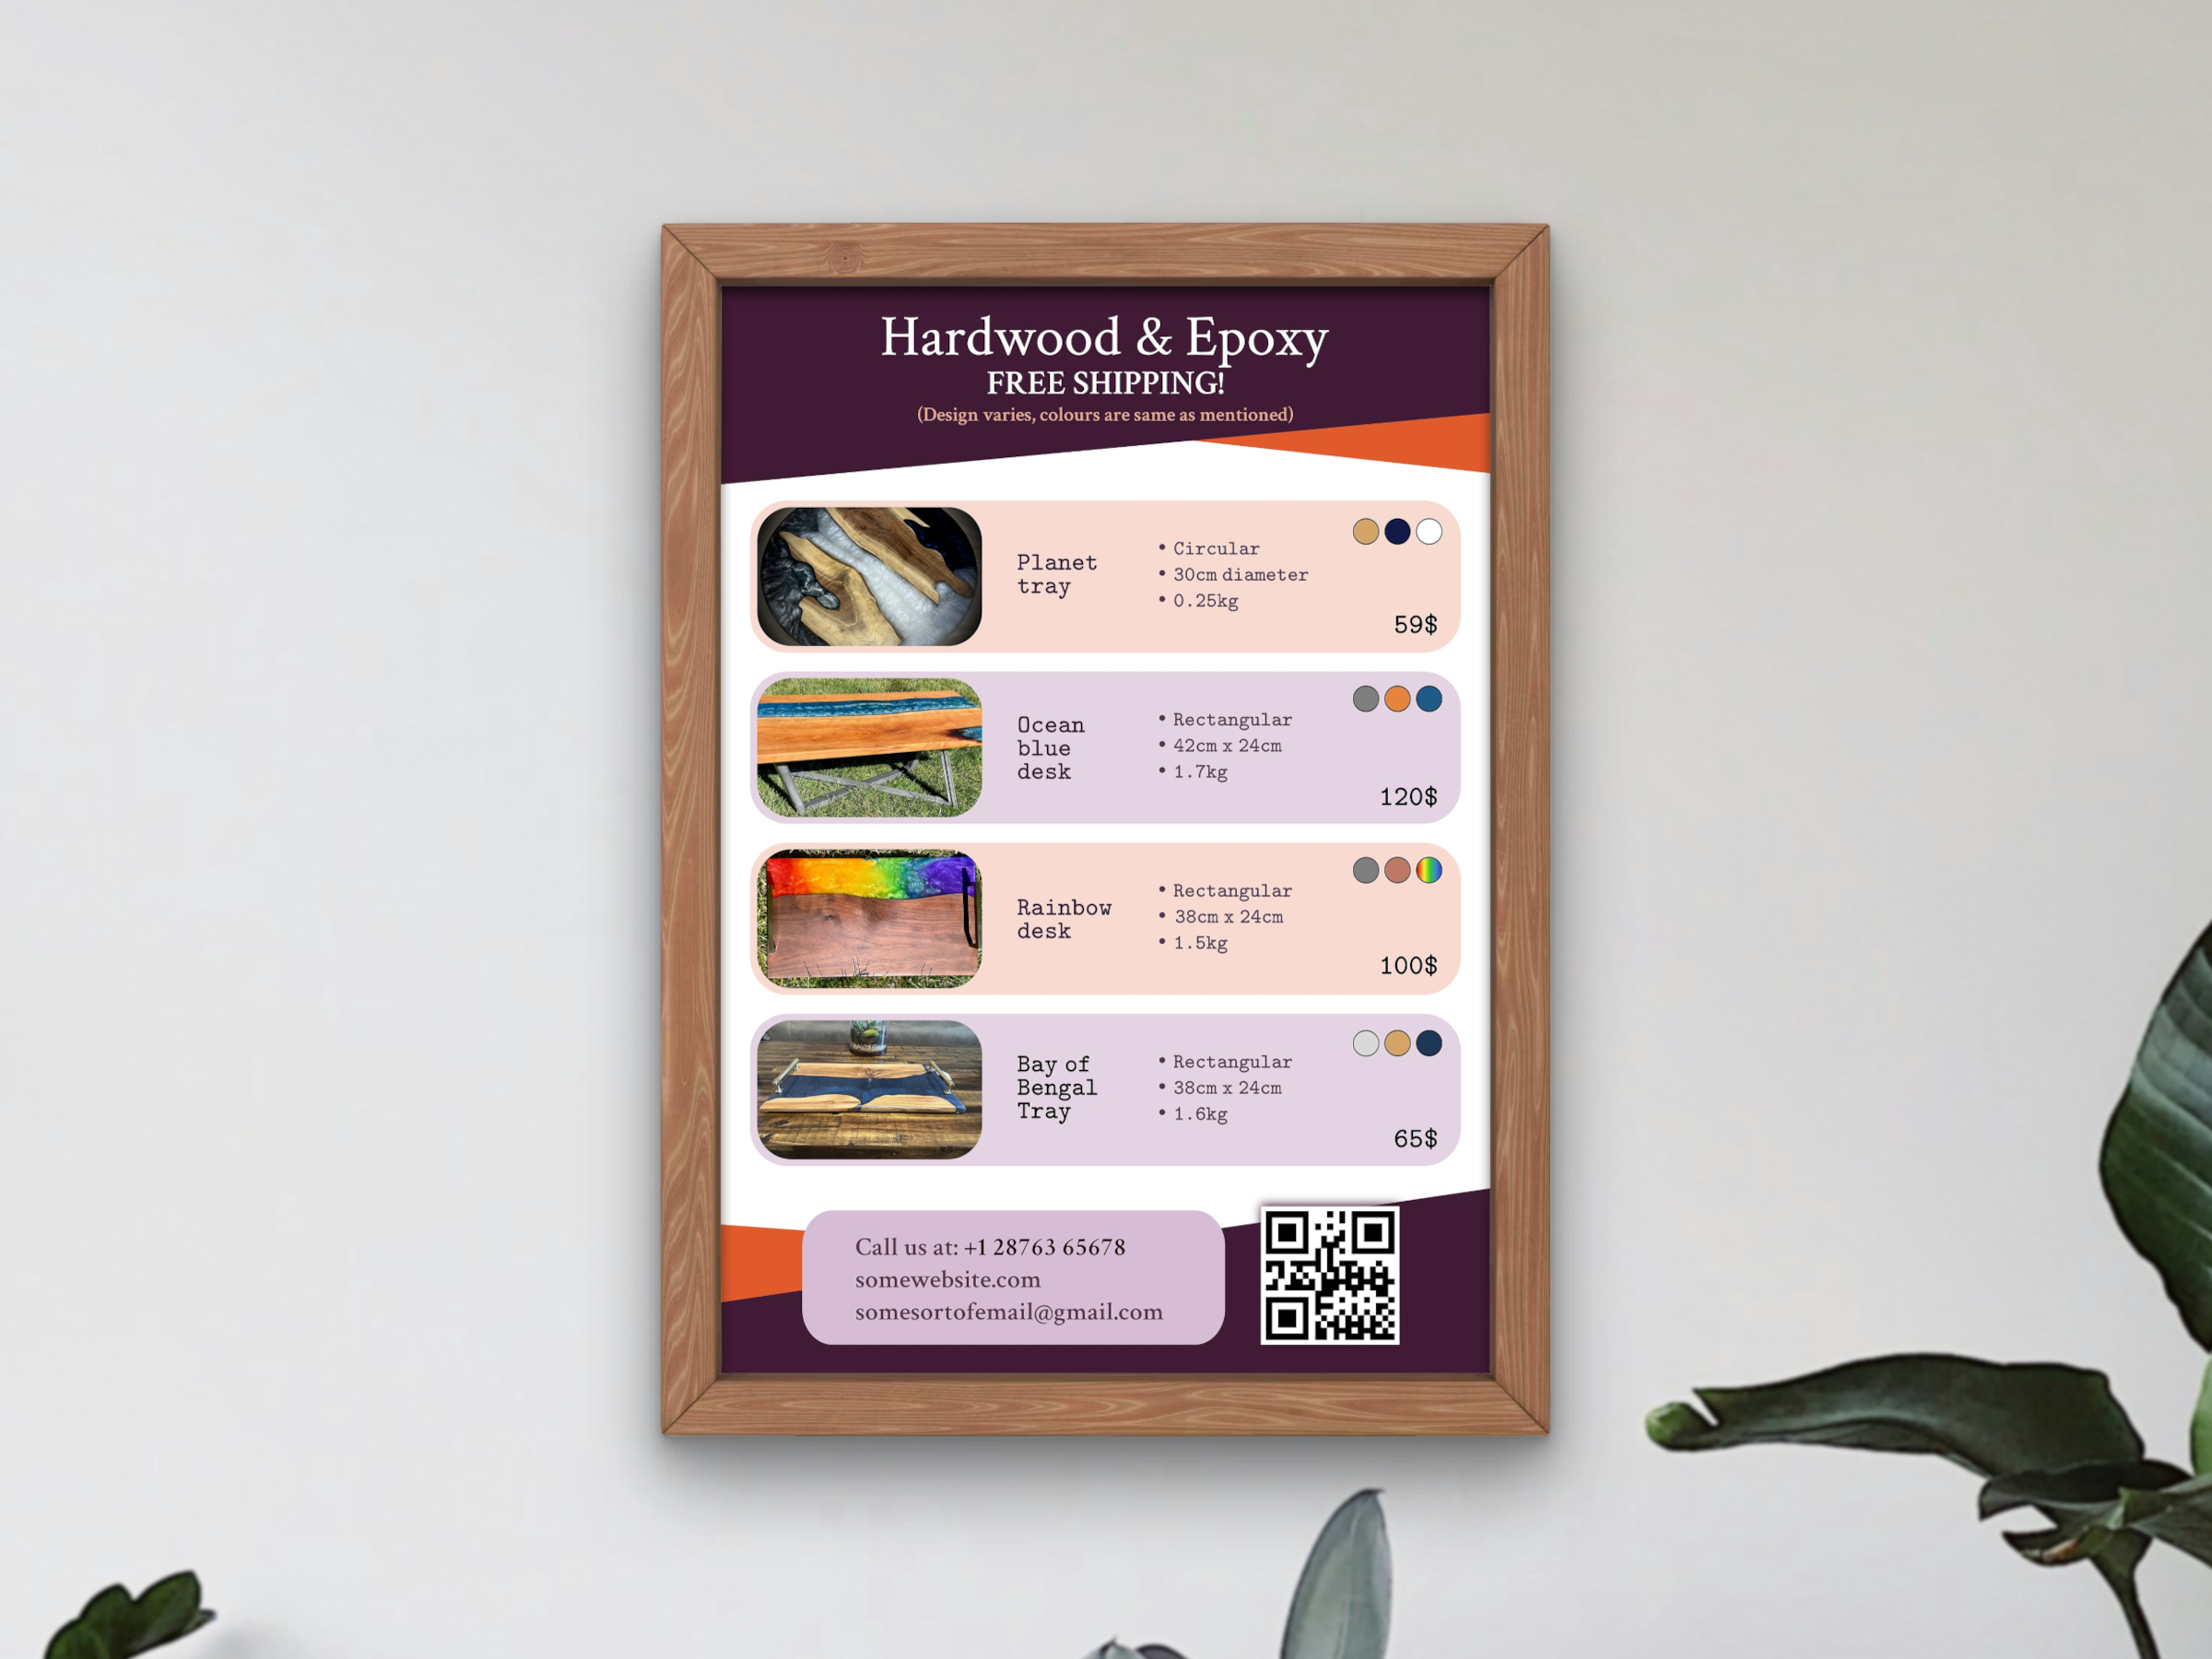 Hardwood & Epoxy
FREE SHIPPING!
(Design varies, colours are same as mentioned)
Planet
tray
• Circular
• 30cm diameter
• 0.25kg
59$
Ocean
blue
desk
• Rectangular
• 42cm x 24cm
• 1.7kg
120$
Rainbow
desk
• Rectangular
• 38cm x 24cm
• 1.5kg
100$
Bay of
Bengal
Tray
• Rectangular
• 38cm x 24cm
• 1.6kg
65$
Call us at: +1 28763 65678
somewebsite.com
somesortofemail@gmail.com